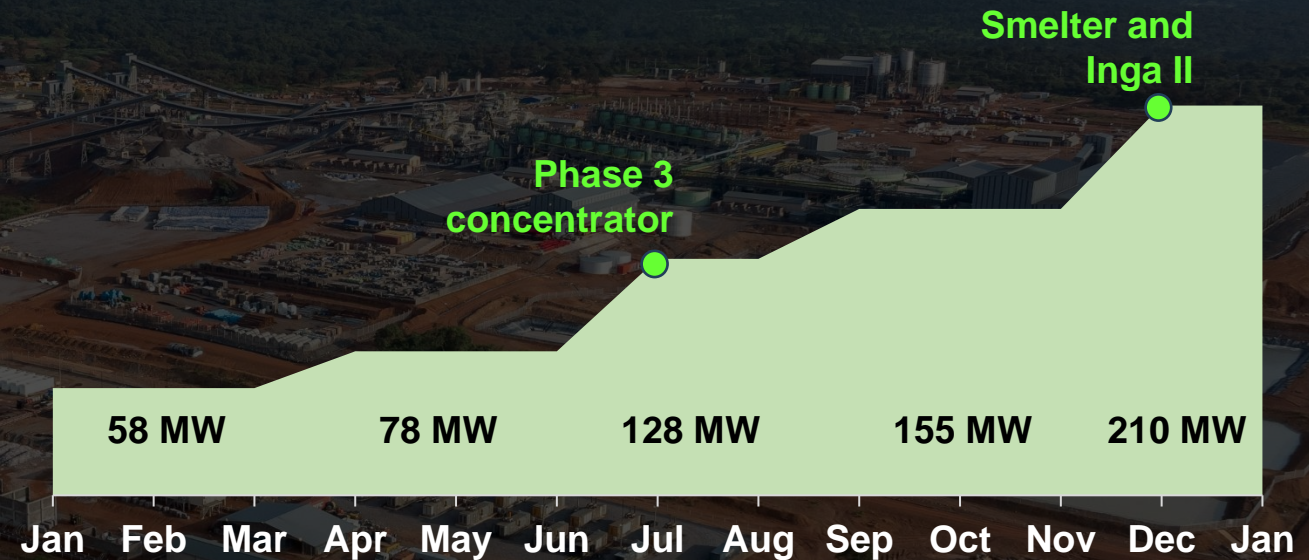 Smelter and
Inga II
Phase 3
concentrator
58 MW 78 MW 128 MW 155 MW 210 MW
Jan Feb Mar Apr May Jun Jul Aug Sep Oct Nov Dec Jan